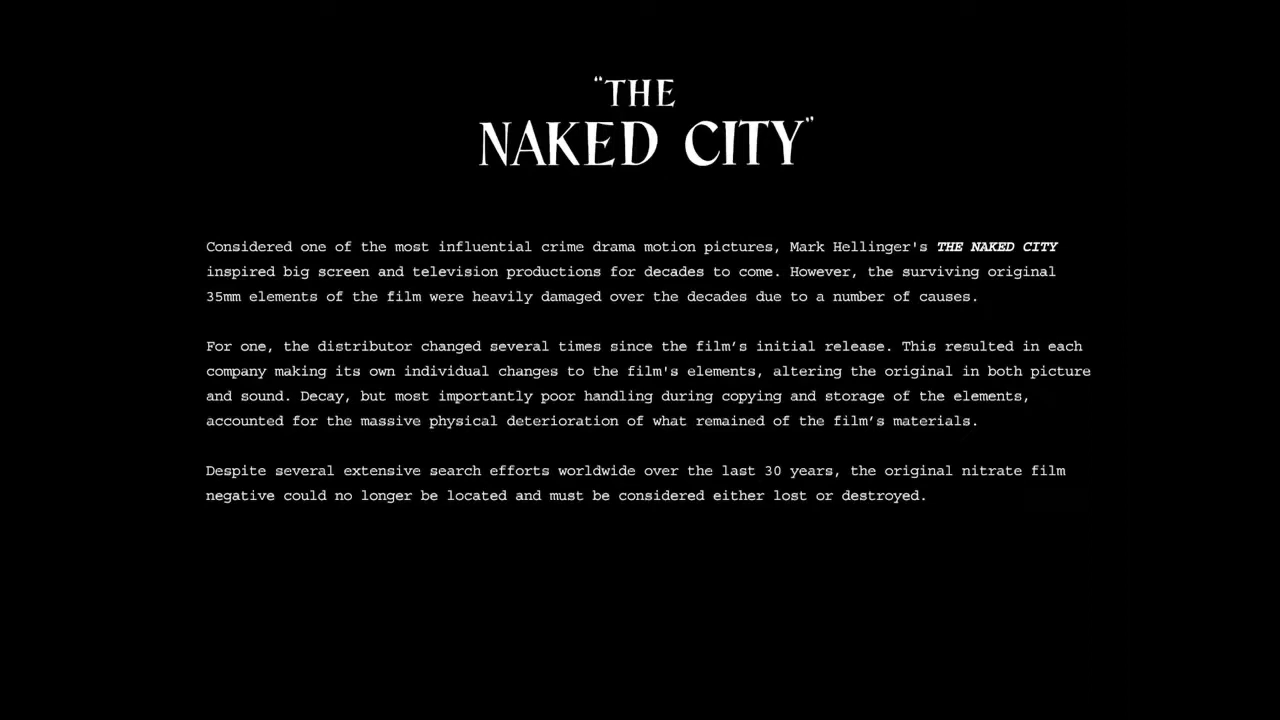 "THE
NAKED CITY"
Considered one of the most influential crime drama motion pictures, Mark Hellinger's THE NAKED CITY
inspired big screen and television productions for decades to come. However, the surviving original
35mm elements of the film were heavily damaged over the decades due to a number of causes.
For one, the distributor changed several times since the film’s initial release. This resulted in each
company making its own individual changes to the film's elements, altering the original in both picture
and sound. Decay, but most importantly poor handling during copying and storage of the elements,
accounted for the massive physical deterioration of what remained of the film’s materials.
Despite several extensive search efforts worldwide over the last 30 years, the original nitrate film
negative could no longer be located and must be considered either lost or destroyed.